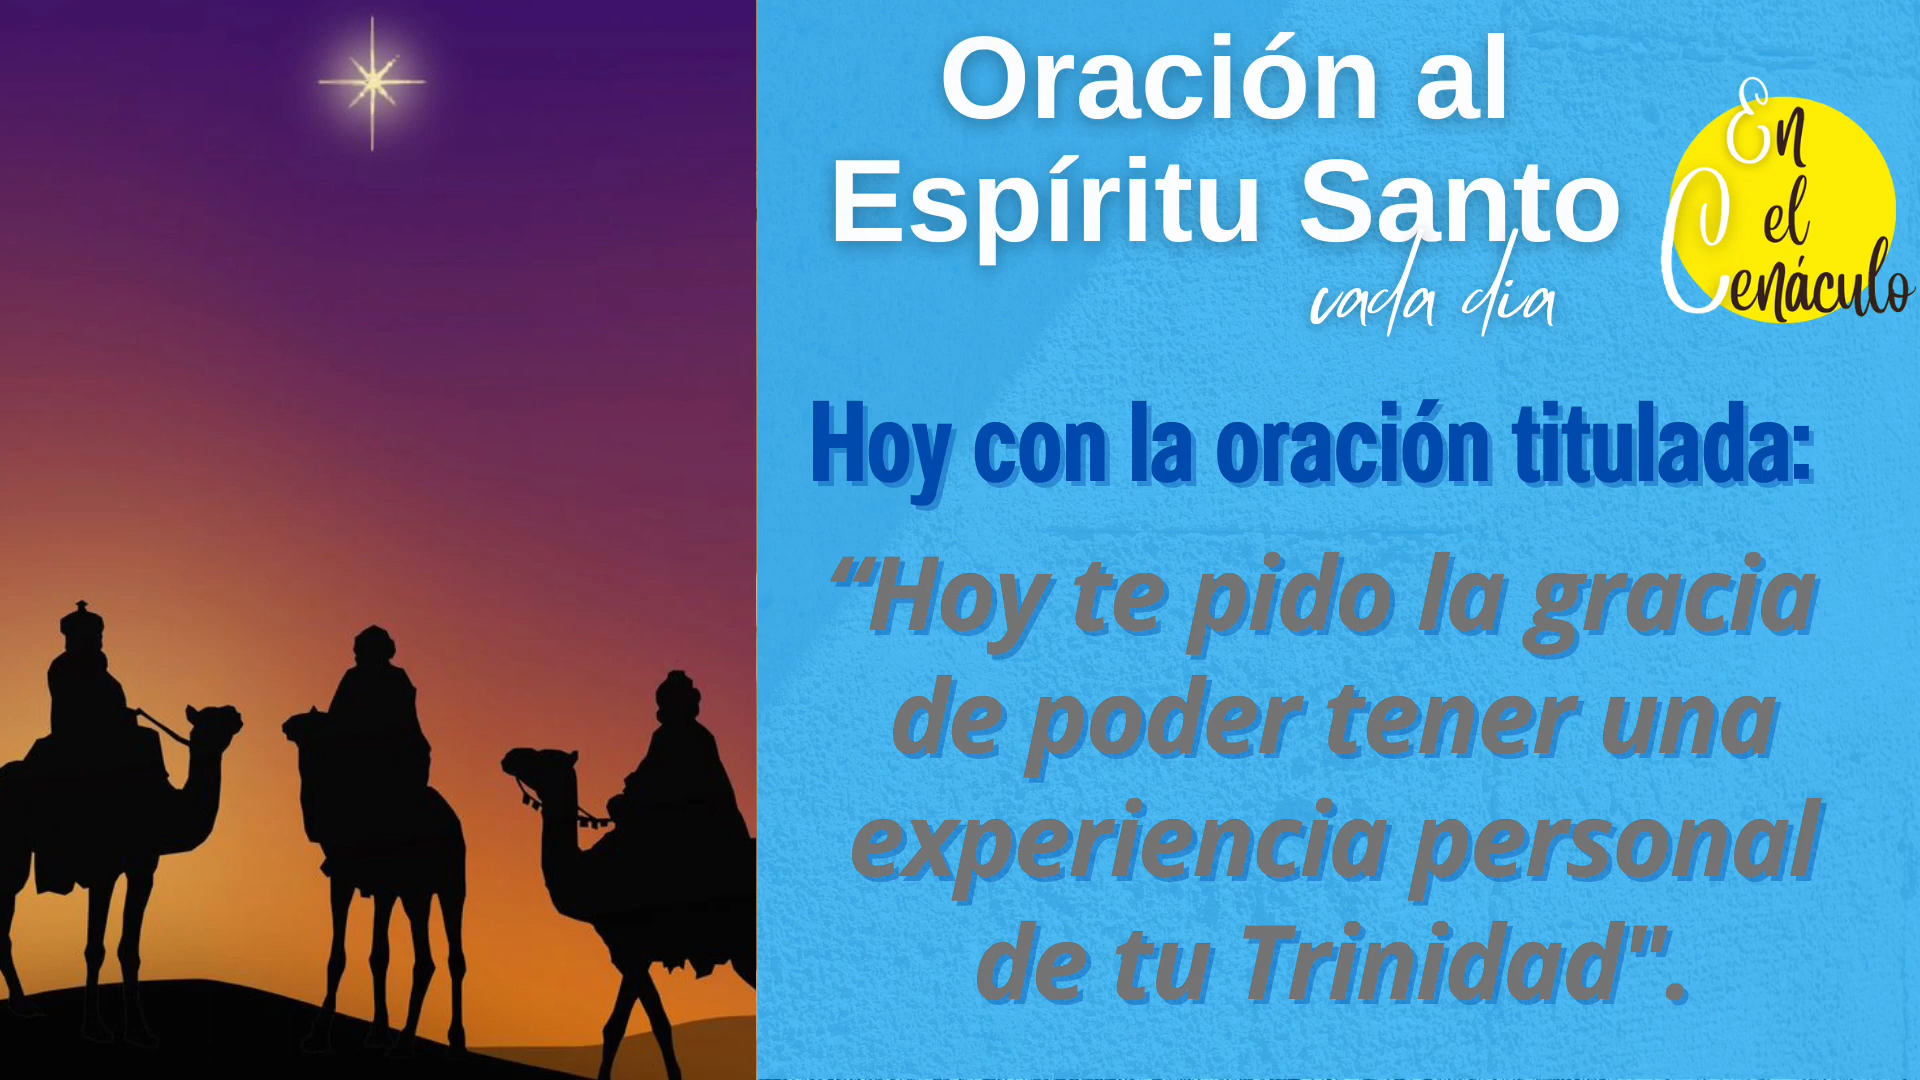 Oración al
Espíritu Santo
cada dia
En
el
Cenáculo
Hoy con la oración titulada:
“Hoy te pido la gracia
de poder tener una
experiencia personal
de tu Trinidad".